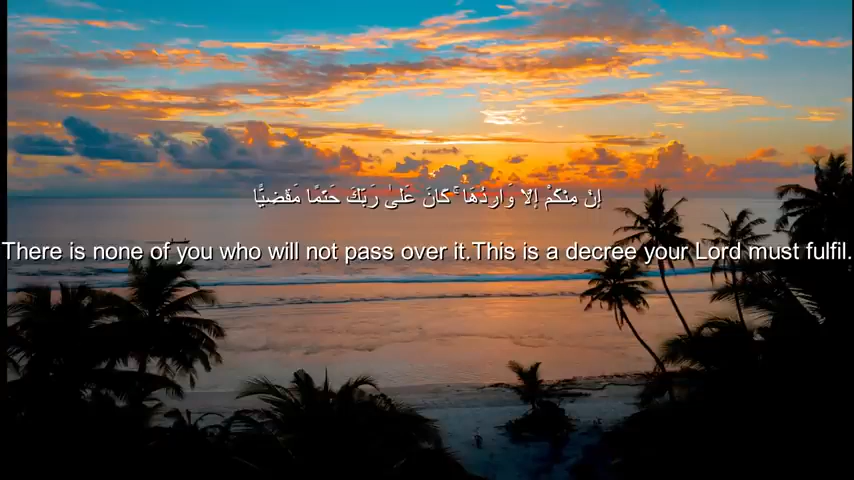 إِنْ مِنْكُمْ إِلَّا وَارِدُهَا ۚ كَانَ عَلَىٰ رَبِّكَ حَتْمًا مَقْضِيًّا
There is none of you who will not pass over it.This is a decree your Lord must fulfil.